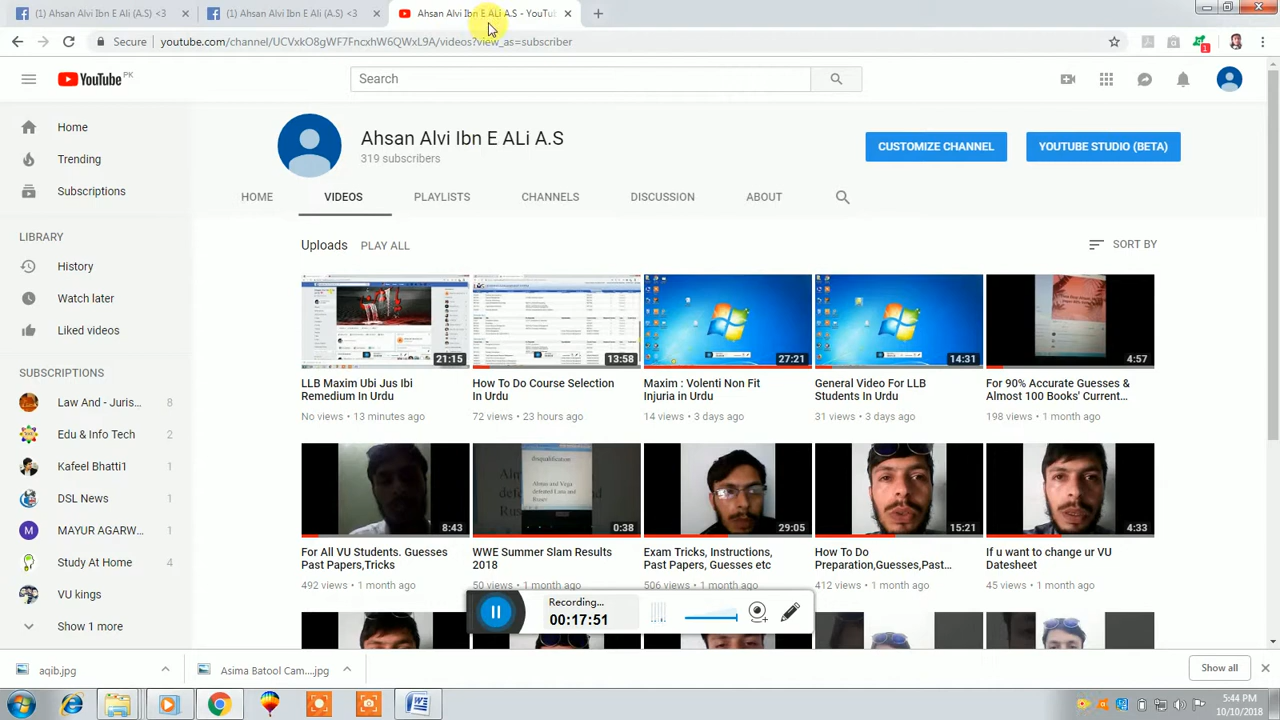 (1) Ahsan Alvi Ibn E Ali (A.S) <3
(1) Ahsan Alvi Ibn E Ali (A.S) <3
Ahsan Alvi Ibn E ALi A.S - YouTu
Secure
youtube.com/channel/UCVxkO8gWF7FncxhW6QWxL9A/videos?view_as=subscriber
1
YouTube PK
Search
Home
Trending
Subscriptions
LIBRARY
History
Watch later
Liked videos
SUBSCRIPTIONS
Law And - Juris... 8
Edu & Info Tech 2
Kafeel Bhatti1 1
DSL News 1
MAYUR AGARW... 1
Study At Home 2
VU kings 2
Show 1 more
Ahsan Alvi Ibn E ALi A.S
319 subscribers
CUSTOMIZE CHANNEL
YOUTUBE STUDIO (BETA)
HOME VIDEOS PLAYLISTS CHANNELS DISCUSSION ABOUT
Uploads PLAY ALL
SORT BY
21:15
LLB Maxim Ubi Jus Ibi
Remedium In Urdu
No views • 13 minutes ago
13:58
How To Do Course Selection
In Urdu
72 views • 23 hours ago
27:21
Maxim : Volenti Non Fit
Injuria in Urdu
14 views • 3 days ago
14:31
General Video For LLB
Students In Urdu
31 views • 3 days ago
4:57
For 90% Accurate Guesses &
Almost 100 Books' Current...
198 views • 1 month ago
8:43
For All VU Students. Guesses
Past Papers,Tricks
492 views • 1 month ago
disqualification
0:38
WWE Summer Slam Results
2018
50 views • 1 month ago
29:05
Exam Tricks, Instructions,
Past Papers, Guesses etc
506 views • 1 month ago
15:21
How To Do
Preparation,Guesses,Past...
412 views • 1 month ago
4:33
If u want to change ur VU
Datesheet
45 views • 1 month ago
Recording...
00:17:51
aqib.jpg
Asima Batool Cam....jpg
Show all
5:44 PM
10/10/2018